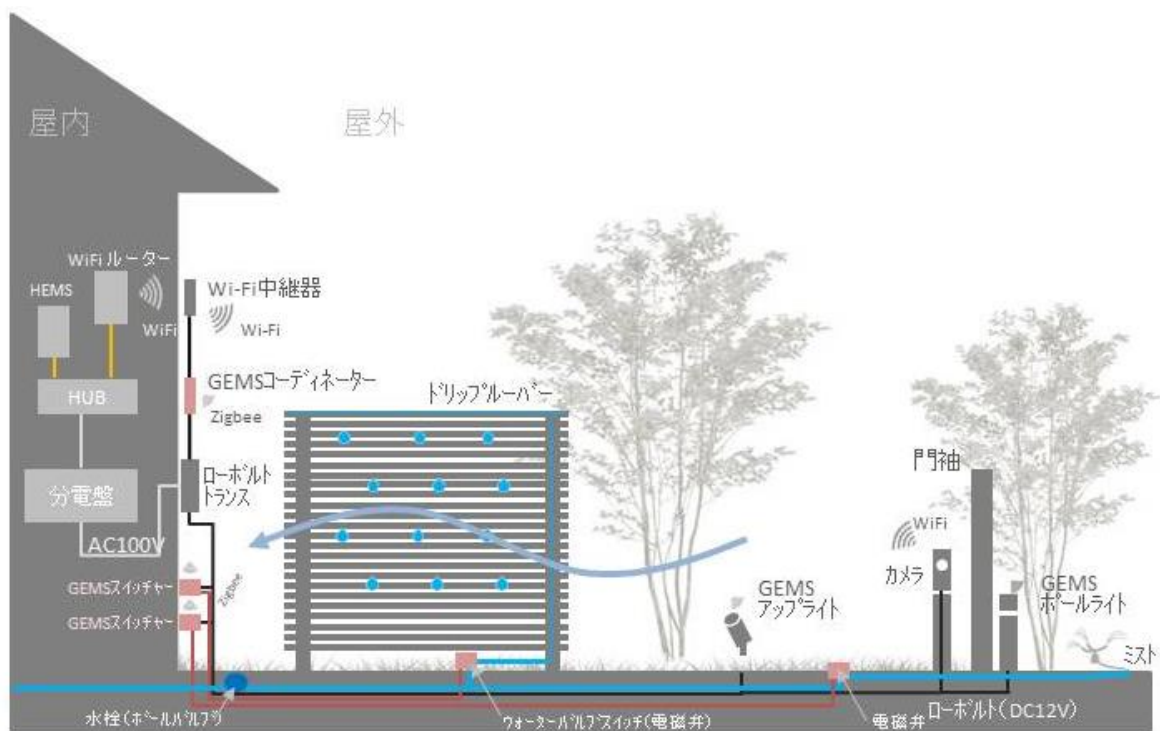 屋内
屋外
WiFi ルーター
HEMS
WiFi
Wi-Fi中継器
Wi-Fi
GEMSコーディネーター
HUB
Zigbee
ドリップルーバー
分電盤
ローボルト
トランス
門袖
WiFi
AC100V
カメラ
GEMS
ポールライト
GEMS
アップライト
GEMSスイッチャー
Zigbee
GEMSスイッチャー
ミスト
水栓(ボールバルブ)
ウォーターバルブスイッチ(電磁弁)
電磁弁
ローボルト(DC12V)